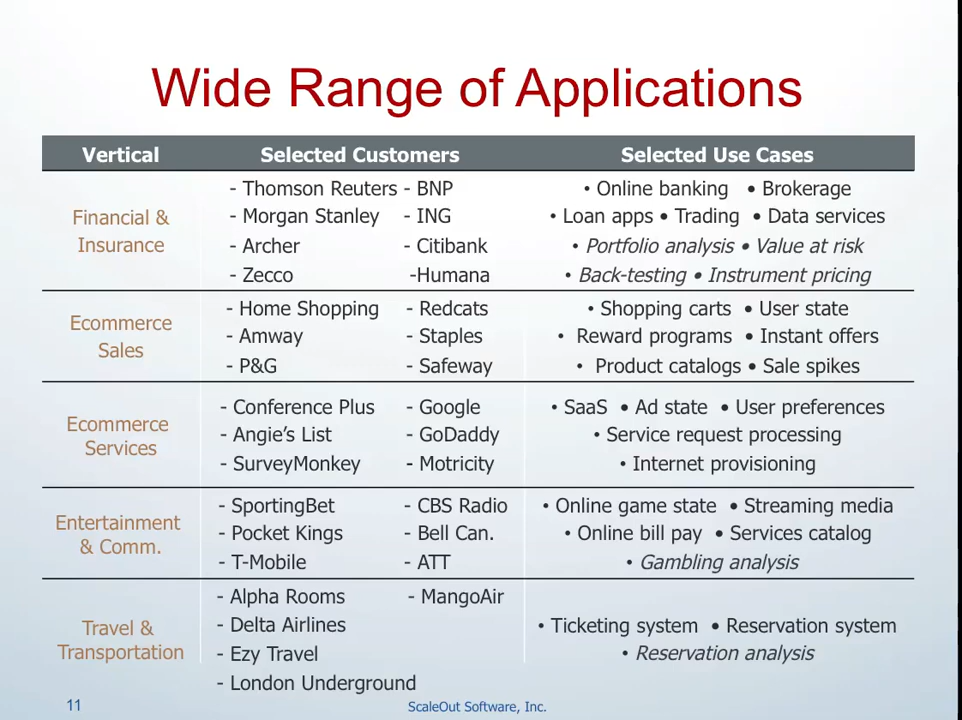 Wide Range of Applications
Vertical Selected Customers Selected Use Cases
Financial &
Insurance
- Thomson Reuters - BNP
- Morgan Stanley - ING
- Archer - Citibank
- Zecco -Humana
• Online banking • Brokerage
• Loan apps • Trading • Data services
• Portfolio analysis • Value at risk
• Back-testing • Instrument pricing
Ecommerce
Sales
- Home Shopping - Redcats
- Amway - Staples
- P&G - Safeway
• Shopping carts • User state
• Reward programs • Instant offers
• Product catalogs • Sale spikes
Ecommerce
Services
- Conference Plus - Google
- Angie's List - GoDaddy
- SurveyMonkey - Motricity
• SaaS • Ad state • User preferences
• Service request processing
• Internet provisioning
Entertainment
& Comm.
- SportingBet - CBS Radio
- Pocket Kings - Bell Can.
- T-Mobile - ATT
• Online game state • Streaming media
• Online bill pay • Services catalog
• Gambling analysis
Travel &
Transportation
- Alpha Rooms - MangoAir
- Delta Airlines
- Ezy Travel
- London Underground
• Ticketing system • Reservation system
• Reservation analysis
11
ScaleOut Software, Inc.